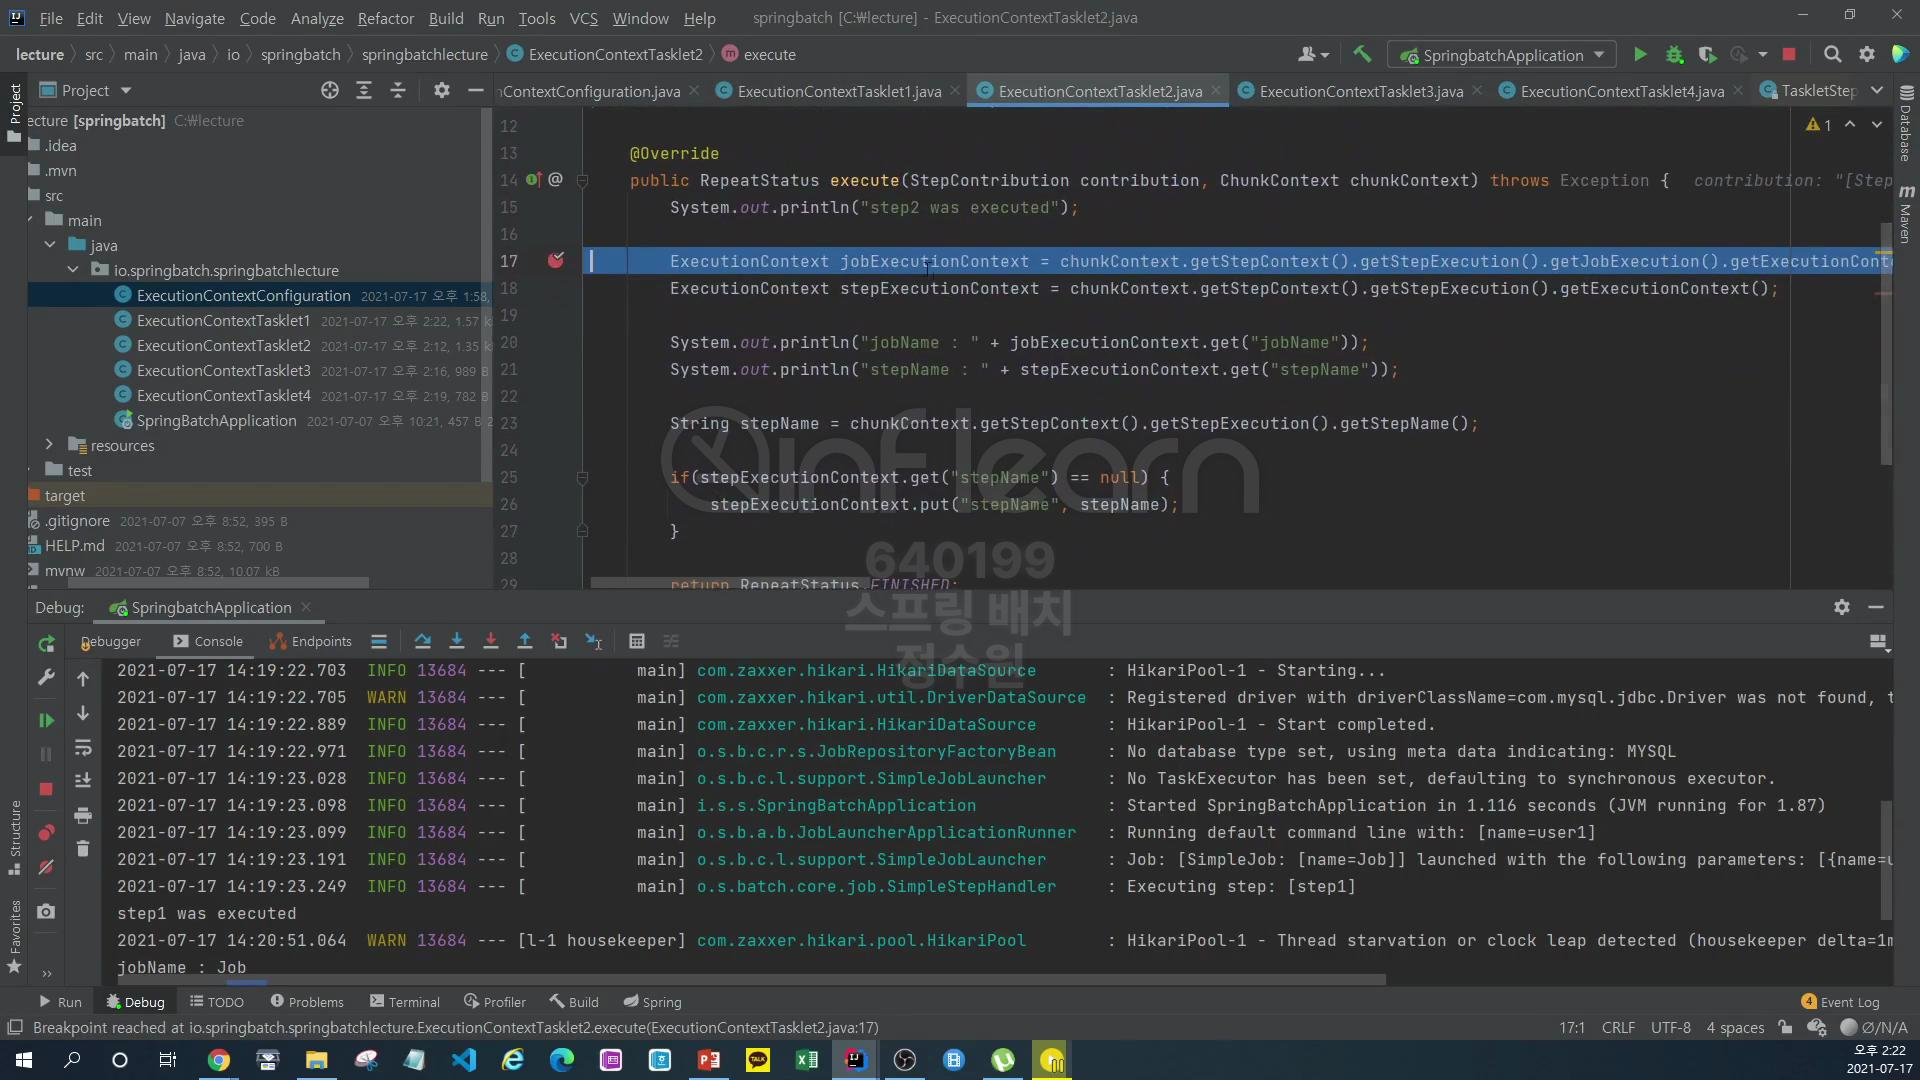 File Edit View Navigate Code Analyze Refactor Build Run Tools VCS Window Help springbatch [C:\lecture] - ExecutionContextTasklet2.java
lecture src main java io springbatch springbatchlecture ExecutionContextTasklet2 execute SpringbatchApplication
Project ContextConfiguration.java ExecutionContextTasklet1.java ExecutionContextTasklet2.java ExecutionContextTasklet3.java ExecutionContextTasklet4.java TaskletStep
Project
ecture [springbatch] C:\lecture
.idea
.mvn
src
main
java
io.springbatch.springbatchlecture
ExecutionContextConfiguration 2021-07-17 오후 1:58,
ExecutionContextTasklet1 2021-07-17 오후 2:22, 1.57 k
ExecutionContextTasklet2 2021-07-17 오후 2:12, 1.35 k
ExecutionContextTasklet3 2021-07-17 오후 2:16, 989 B
ExecutionContextTasklet4 2021-07-17 오후 2:19, 782 B
SpringBatchApplication 2021-07-07 오후 10:21, 457 B 2
resources
test
target
.gitignore 2021-07-07 오후 8:52, 395 B
HELP.md 2021-07-07 오후 8:52, 700 B
mvnw 2021-07-07 오후 8:52, 10.07 kB
12
13 @Override
14 @ public RepeatStatus execute(StepContribution contribution, ChunkContext chunkContext) throws Exception { contribution: "[Step
15 System.out.println("step2 was executed");
16
17 ExecutionContext jobExecutionContext = chunkContext.getStepContext().getStepExecution().getJobExecution().getExecutionCont
18 ExecutionContext stepExecutionContext = chunkContext.getStepContext().getStepExecution().getExecutionContext();
19
20 System.out.println("jobName : " + jobExecutionContext.get("jobName"));
21 System.out.println("stepName : " + stepExecutionContext.get("stepName"));
22
23 String stepName = chunkContext.getStepContext().getStepExecution().getStepName();
24
25 if(stepExecutionContext.get("stepName") == null) {
26 stepExecutionContext.put("stepName", stepName);
27 }
28
29 return RepeatStatus.FINISHED;
1
Database
Maven
inflearn
640199
스프링 배치
정수원
Debug: SpringbatchApplication
Debugger Console Endpoints
2021-07-17 14:19:22.703 INFO 13684 --- [ main] com.zaxxer.hikari.HikariDataSource : HikariPool-1 - Starting...
2021-07-17 14:19:22.705 WARN 13684 --- [ main] com.zaxxer.hikari.util.DriverDataSource : Registered driver with driverClassName=com.mysql.jdbc.Driver was not found, t
2021-07-17 14:19:22.889 INFO 13684 --- [ main] com.zaxxer.hikari.HikariDataSource : HikariPool-1 - Start completed.
2021-07-17 14:19:22.971 INFO 13684 --- [ main] o.s.b.c.r.s.JobRepositoryFactoryBean : No database type set, using meta data indicating: MYSQL
2021-07-17 14:19:23.028 INFO 13684 --- [ main] o.s.b.c.l.support.SimpleJobLauncher : No TaskExecutor has been set, defaulting to synchronous executor.
2021-07-17 14:19:23.098 INFO 13684 --- [ main] i.s.s.SpringBatchApplication : Started SpringBatchApplication in 1.116 seconds (JVM running for 1.87)
2021-07-17 14:19:23.099 INFO 13684 --- [ main] o.s.b.a.b.JobLauncherApplicationRunner : Running default command line with: [name=user1]
2021-07-17 14:19:23.191 INFO 13684 --- [ main] o.s.b.c.l.support.SimpleJobLauncher : Job: [SimpleJob: [name=Job]] launched with the following parameters: [{name=u
2021-07-17 14:19:23.249 INFO 13684 --- [ main] o.s.batch.core.job.SimpleStepHandler : Executing step: [step1]
step1 was executed
2021-07-17 14:20:51.064 WARN 13684 --- [l-1 housekeeper] com.zaxxer.hikari.pool.HikariPool : HikariPool-1 - Thread starvation or clock leap detected (housekeeper delta=1m
jobName : Job
Structure
Favorites
Run Debug TODO Problems Terminal Profiler Build Spring 4 Event Log
Breakpoint reached at io.springbatch.springbatchlecture.ExecutionContextTasklet2.execute(ExecutionContextTasklet2.java:17) 17:1 CRLF UTF-8 4 spaces Ø/N/A
오후 2:22
2021-07-17